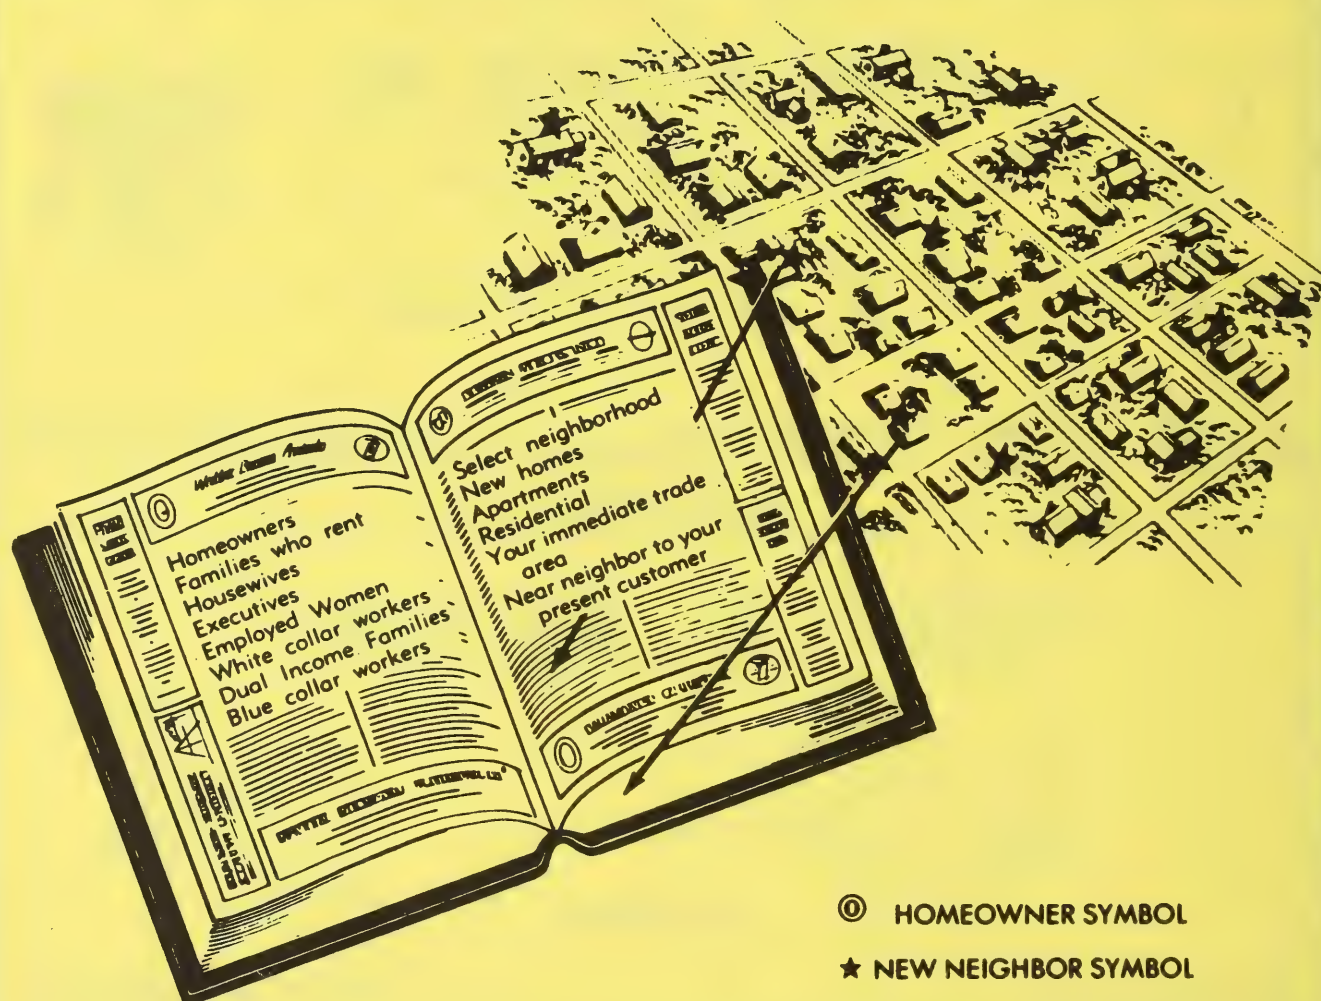 Homeowners
Families who rent
Housewives
Executives
Employed Women
White collar workers
Dual Income Families
Blue collar workers
Select neighborhood
New homes
Apartments
Residential
Your immediate trade
area
Near neighbor to your
present customer
HOMEOWNER SYMBOL
★ NEW NEIGHBOR SYMBOL